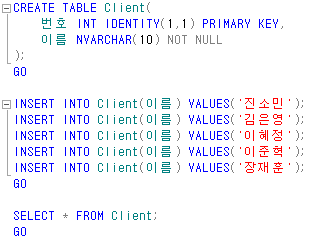 CREATE TABLE Client(
번호 INT IDENTITY(1,1) PRIMARY KEY,
이름 NVARCHAR(10) NOT NULL
);
GO
INSERT INTO Client(이름) VALUES('진소민');
INSERT INTO Client(이름) VALUES('김은영');
INSERT INTO Client(이름) VALUES('이혜정');
INSERT INTO Client(이름) VALUES('이준혁');
INSERT INTO Client(이름) VALUES('장재훈');
GO
SELECT * FROM Client;
GO